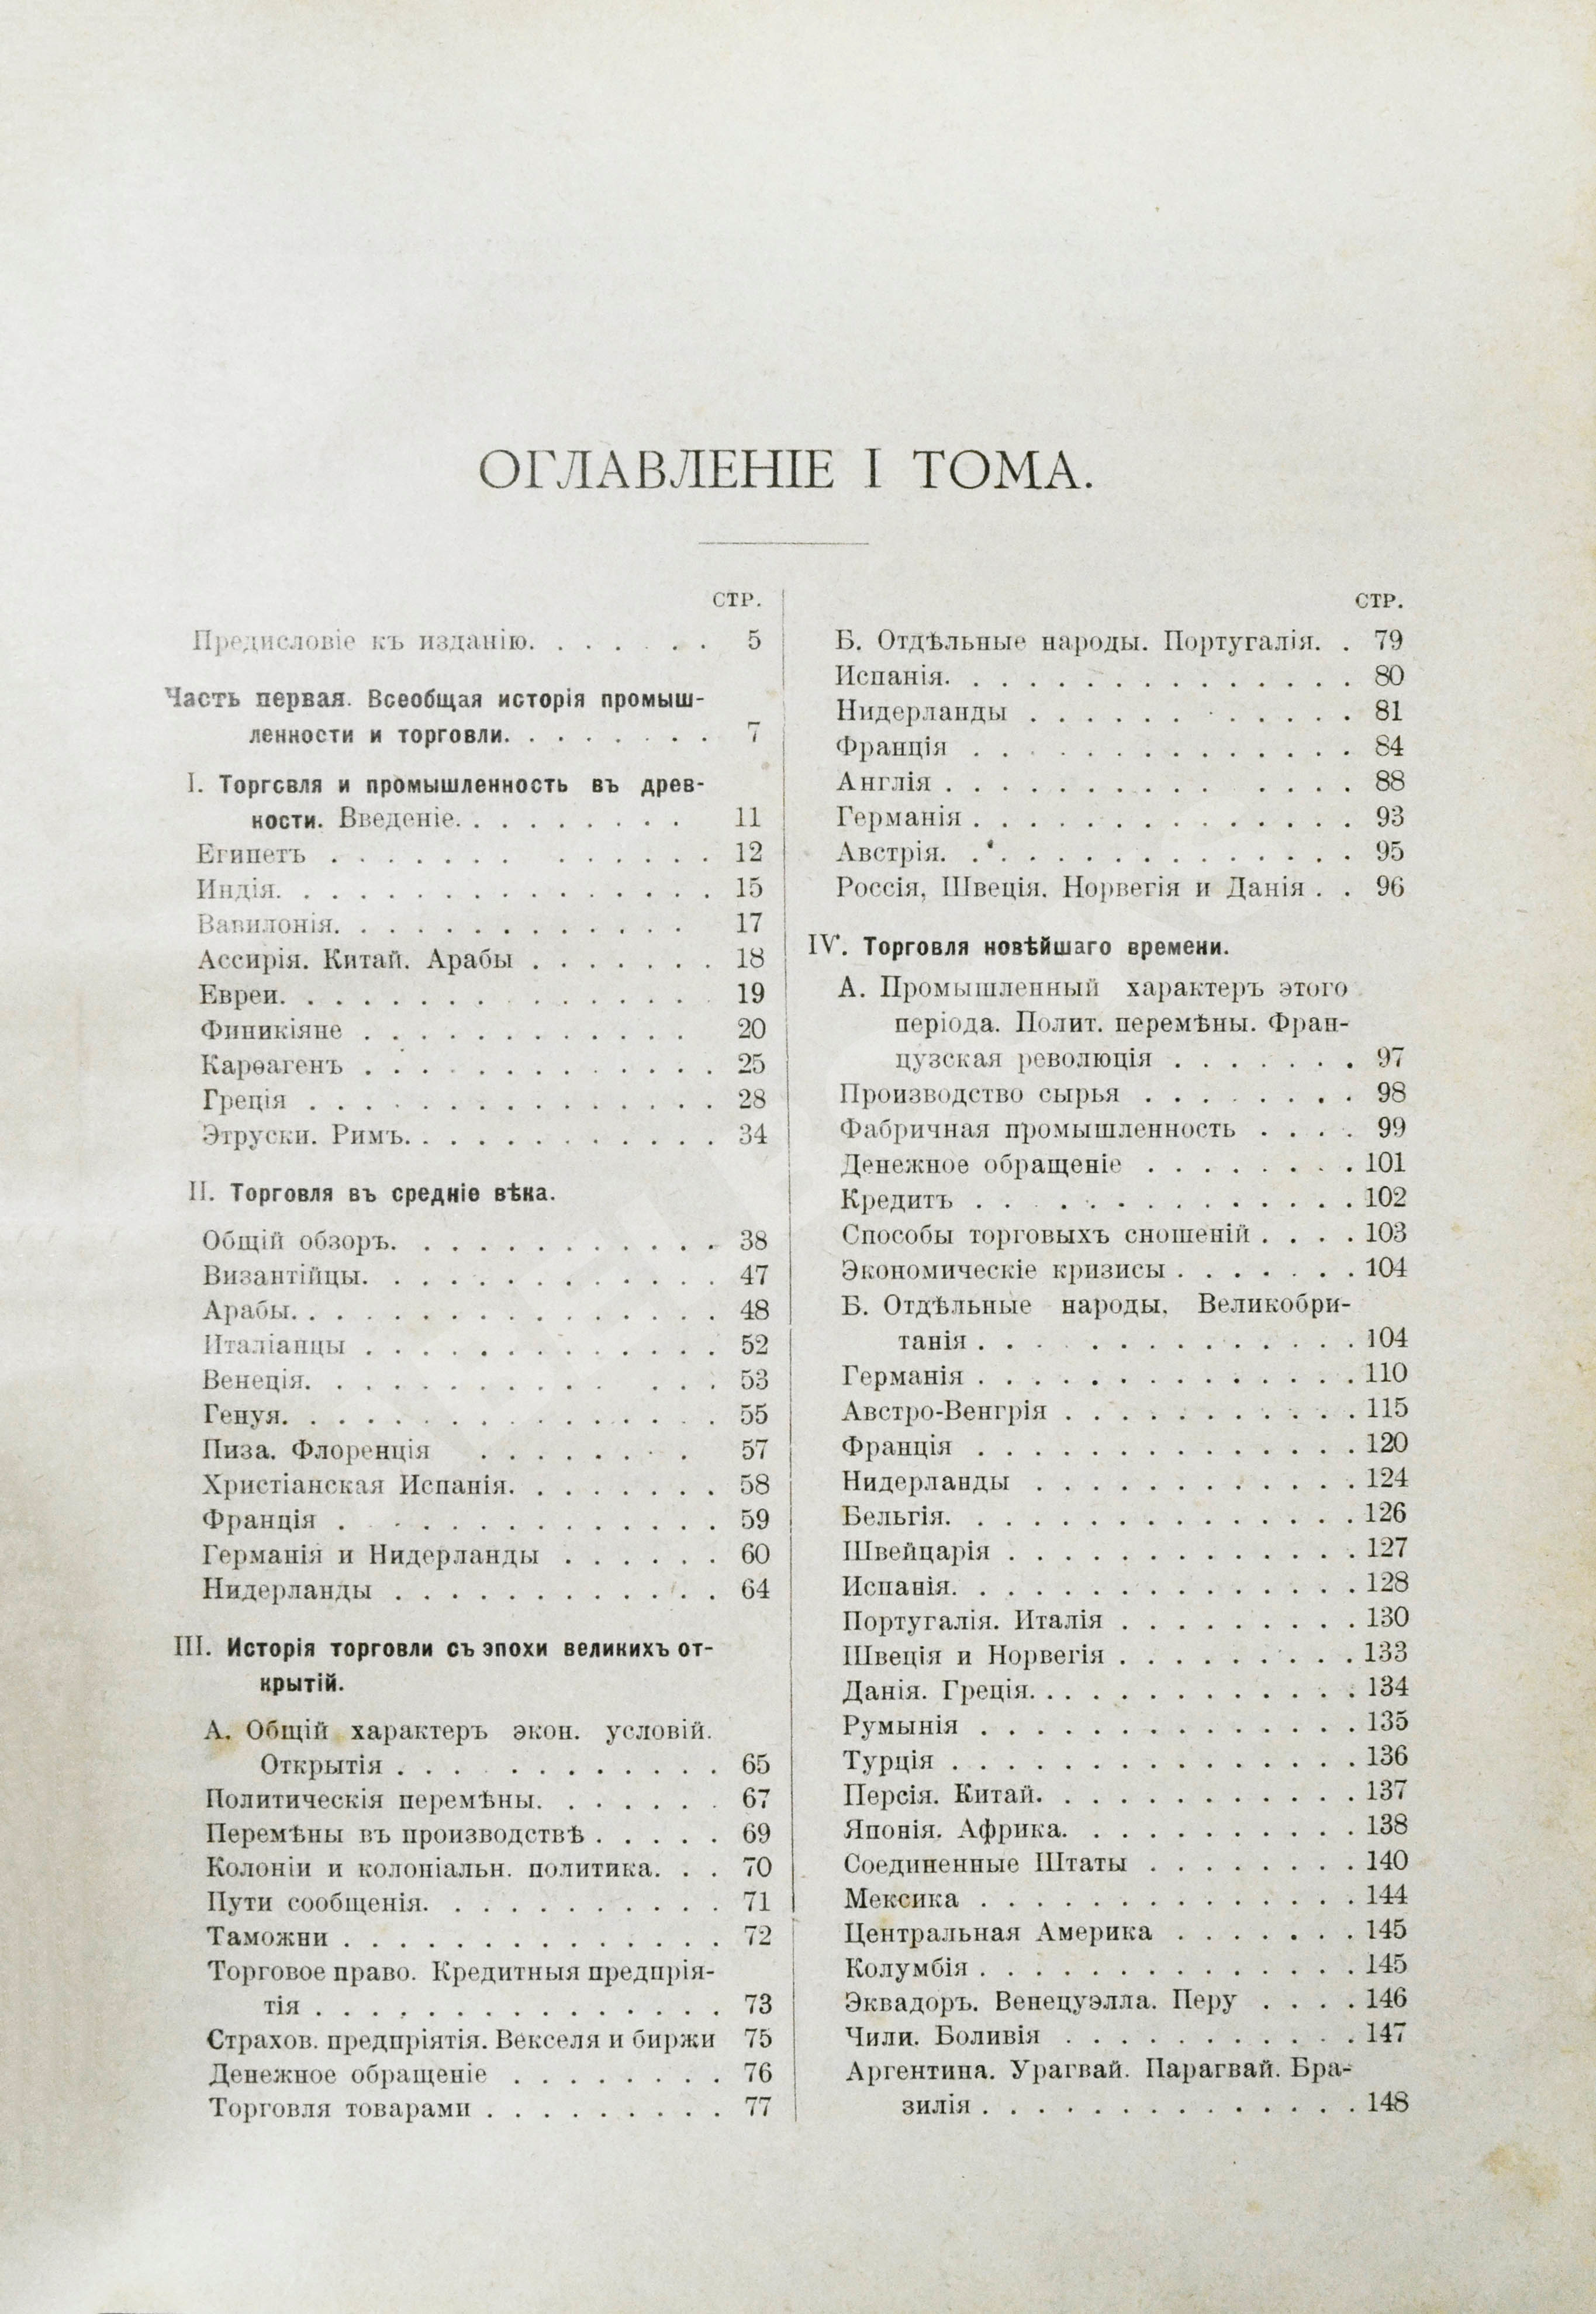 ОГЛАВЛЕНІЕ I ТОМА.
СТР.
Предисловіе къ изданію. . . . . . . 5
Часть первая. Всеобщая исторія промыш-
ленности и торговли. . . . . . . . 7
I. Торговля и промышленность въ древ-
ности. Введеніе. . . . . . . . . 11
Египетъ . . . . . . . . . . . . . 12
Индія. . . . . . . . . . . . . . . . 15
Вавилонія. . . . . . . . . . . . . 17
Ассирія. Китай. Арабы . . . . . . . 18
Евреи. . . . . . . . . . . . . . . . 19
Финикіяне . . . . . . . . . . . . 20
Карѳагенъ . . . . . . . . . . . . . 25
Греція . . . . . . . . . . . . . . . 28
Этруски. Римъ. . . . . . . . . . . . 34
II. Торговля въ средніе вѣка.
Общій обзоръ. . . . . . . . . . . . 38
Византійцы. . . . . . . . . . . . . 47
Арабы. . . . . . . . . . . . . . . . 48
Италіанцы . . . . . . . . . . . . . 52
Венеція. . . . . . . . . . . . . . 53
Генуя. . . . . . . . . . . . . . . . 55
Пиза. Флоренція . . . . . . . . 57
Христіанская Испанія. . . . . . . . 58
Франція . . . . . . . . . . . . . . 59
Германія и Нидерланды . . . . . . 60
Нидерланды . . . . . . . . . . . . 64
III. Исторія торговли съ эпохи великихъ от-
крытій.
А. Общій характеръ экон. условій.
Открытія . . . . . . . . . . . 65
Политическія перемѣны. . . . . . . 67
Перемѣны въ производствѣ . . . . . 69
Колоніи и колоніальн. политика. . . 70
Пути сообщенія. . . . . . . . . . . 71
Таможни . . . . . . . . . . . . . . 72
Торговое право. Кредитныя предпрія-
тія . . . . . . . . . . . . . . . 73
Страхов. предпріятія. Векселя и биржи 75
Денежное обращеніе . . . . . . . . 76
Торговля товарами . . . . . . . . . 77
СТР.
Б. Отдѣльные народы. Португалія. . 79
Испанія. . . . . . . . . . . . . . . 80
Нидерланды . . . . . . . . . . . . 81
Франція . . . . . . . . . . . . . . 84
Англія . . . . . . . . . . . . . . 88
Германія . . . . . . . . . . . . . . 93
Австрія. . . . . . . . . . . . . . . 95
Россія, Швеція, Норвегія и Данія . . 96
IV. Торговля новѣйшаго времени.
А. Промышленный характеръ этого
періода. Полит. перемѣны. Фран-
цузская революція . . . . . . . 97
Производство сырья . . . . . . . . 98
Фабричная промышленность . . . . 99
Денежное обращеніе . . . . . . . . 101
Кредитъ . . . . . . . . . . . . . 102
Способы торговыхъ сношеній . . . . 103
Экономическіе кризисы . . . . . . . 104
Б. Отдѣльные народы. Великобри-
танія . . . . . . . . . . . . . 104
Германія . . . . . . . . . . . . . . 110
Австро-Венгрія . . . . . . . . . . . 115
Франція . . . . . . . . . . . . . . 120
Нидерланды . . . . . . . . . . . . 124
Бельгія. . . . . . . . . . . . . . . 126
Швейцарія . . . . . . . . . . . . . 127
Испанія. . . . . . . . . . . . . . . 128
Португалія. Италія . . . . . . . . . 130
Швеція и Норвегія . . . . . . . . . 133
Данія. Греція. . . . . . . . . . . . . 134
Румынія . . . . . . . . . . . . . . 135
Турція . . . . . . . . . . . . . . . 136
Персія. Китай. . . . . . . . . . . . 137
Японія. Африка. . . . . . . . . . . 138
Соединенные Штаты . . . . . . . . 140
Мексика . . . . . . . . . . . . . . 144
Центральная Америка . . . . . . . 145
Колумбія . . . . . . . . . . . . . . 145
Эквадоръ. Венецуэлла. Перу . . . . 146
Чили. Боливія . . . . . . . . . . . 147
Аргентина. Урагвай. Парагвай. Бра-
зилія . . . . . . . . . . . . . . 148